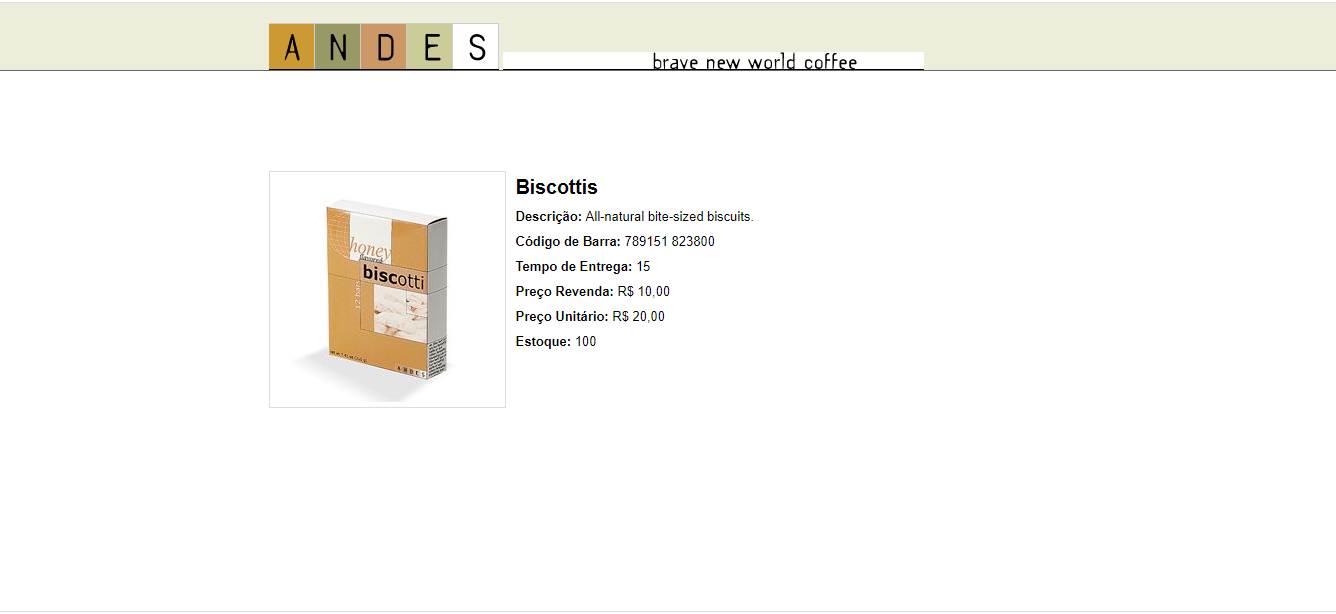 ANDES
brave new world coffee
honey
flavored
biscotti
12 bars
ANDES
Biscottis
Descrição: All-natural bite-sized biscuits.
Código de Barra: 789151 823800
Tempo de Entrega: 15
Preço Revenda: R$ 10,00
Preço Unitário: R$ 20,00
Estoque: 100